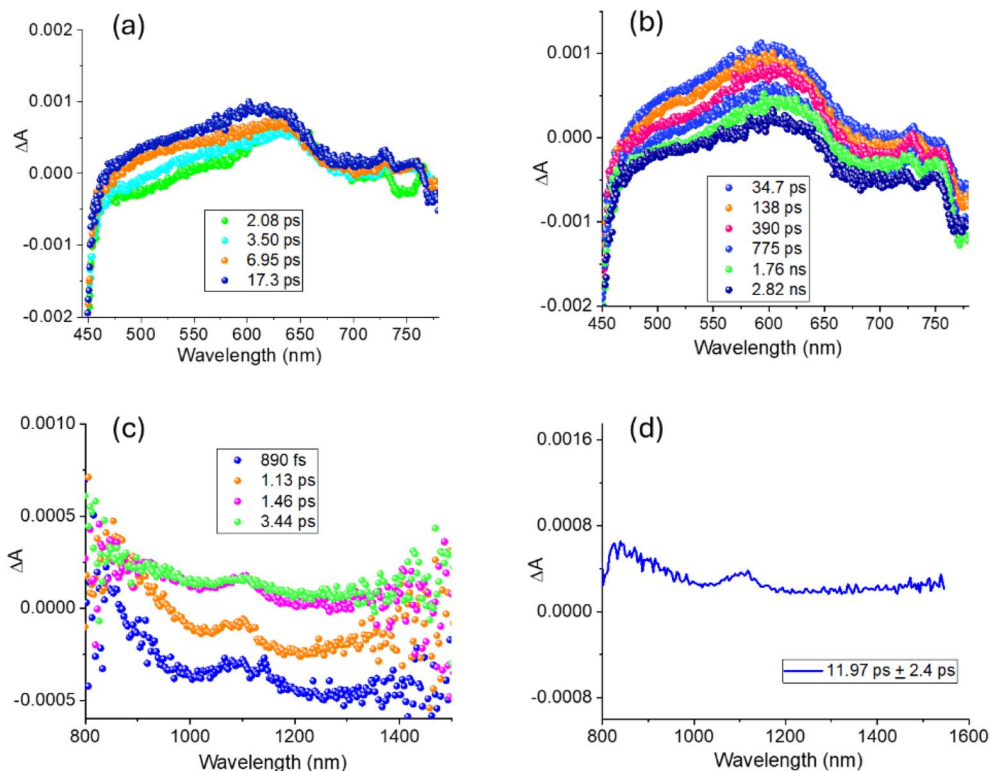 (a)
0.002
0.001
0.000
-0.001
-0.002
ΔA
2.08 ps
3.50 ps
6.95 ps
17.3 ps
450 500 550 600 650 700 750
Wavelength (nm)
(b)
0.001
0.000
-0.001
-0.002
ΔA
34.7 ps
138 ps
390 ps
775 ps
1.76 ns
2.82 ns
450 500 550 600 650 700 750
Wavelength (nm)
(c)
0.0010
0.0005
0.0000
-0.0005
ΔA
890 fs
1.13 ps
1.46 ps
3.44 ps
800 1000 1200 1400
Wavelength (nm)
(d)
0.0016
0.0008
0.0000
-0.0008
ΔA
11.97 ps ± 2.4 ps
800 1000 1200 1400 1600
Wavelength (nm)